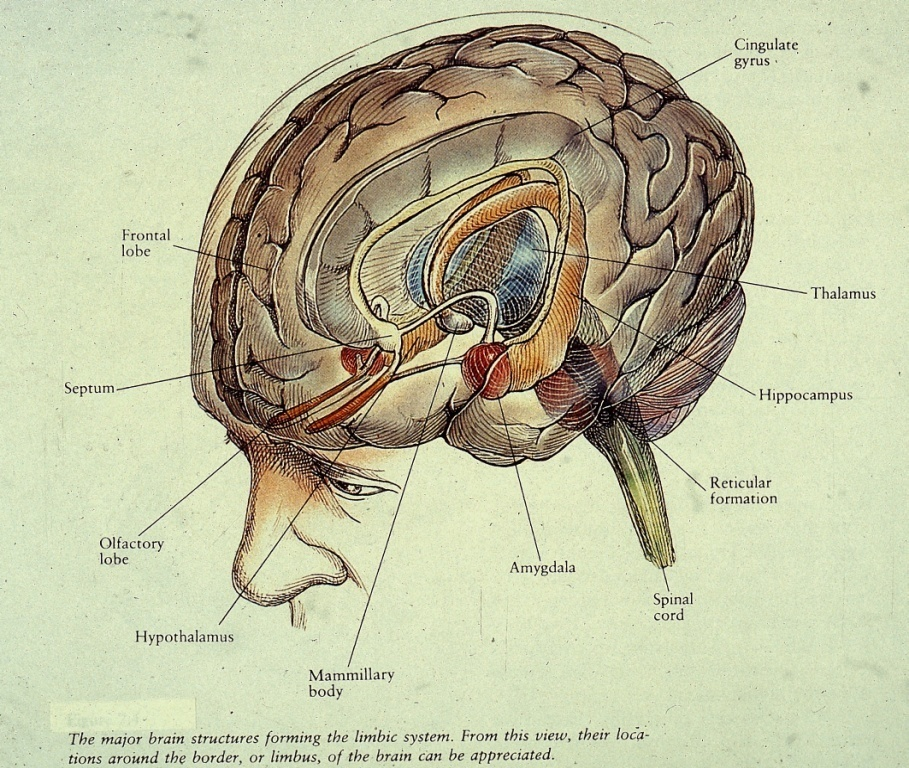 Cingulate
gyrus
Frontal
lobe
Thalamus
Septum
Hippocampus
Reticular
formation
Olfactory
lobe
Amygdala
Spinal
cord
Hypothalamus
Mammillary
body
The major brain structures forming the limbic system. From this view, their loca-
tions around the border, or limbus, of the brain can be appreciated.